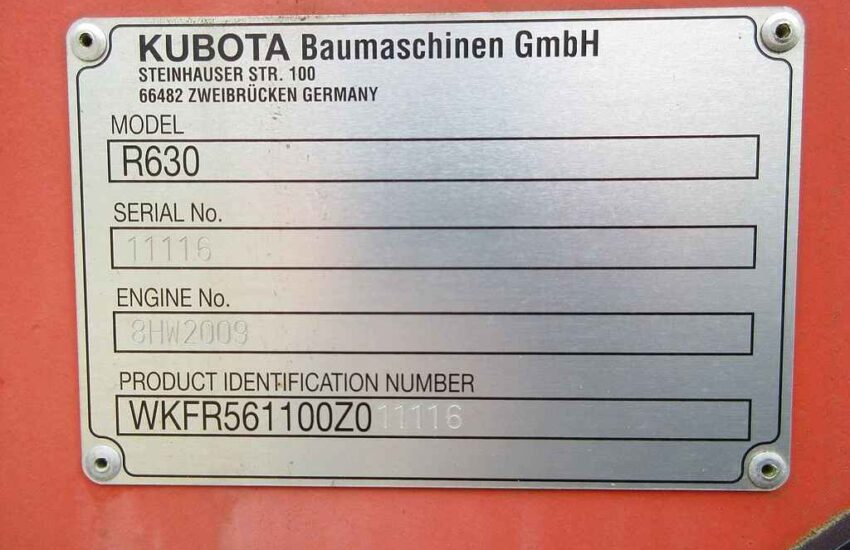 KUBOTA Baumaschinen GmbH
STEINHAUSER STR. 100
66482 ZWEIBRÜCKEN GERMANY
MODEL
R630
SERIAL No.
11116
ENGINE No.
8HW2009
PRODUCT IDENTIFICATION NUMBER
WKFR561100Z011116